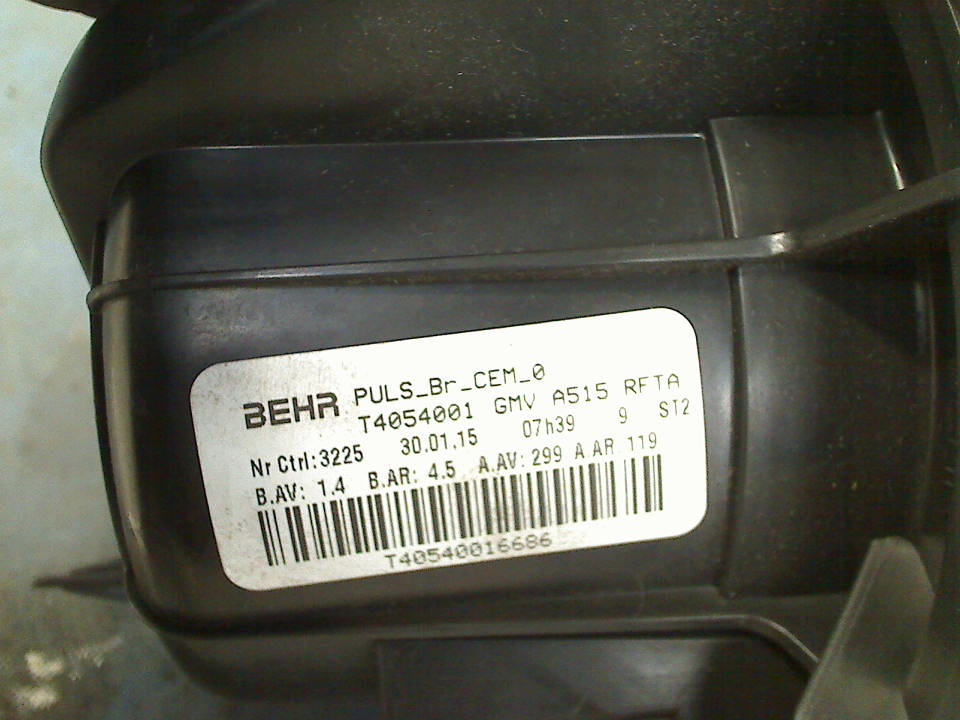 BEHR PULS_Br_CEM_0
T4054001 GMV A515 RFTA
Nr Ctrl:3225 30.01.15 07h39 9 ST2
B.AV: 1.4 B.AR: 4.5 A.AV: 299 A.AR 119
T40540016686